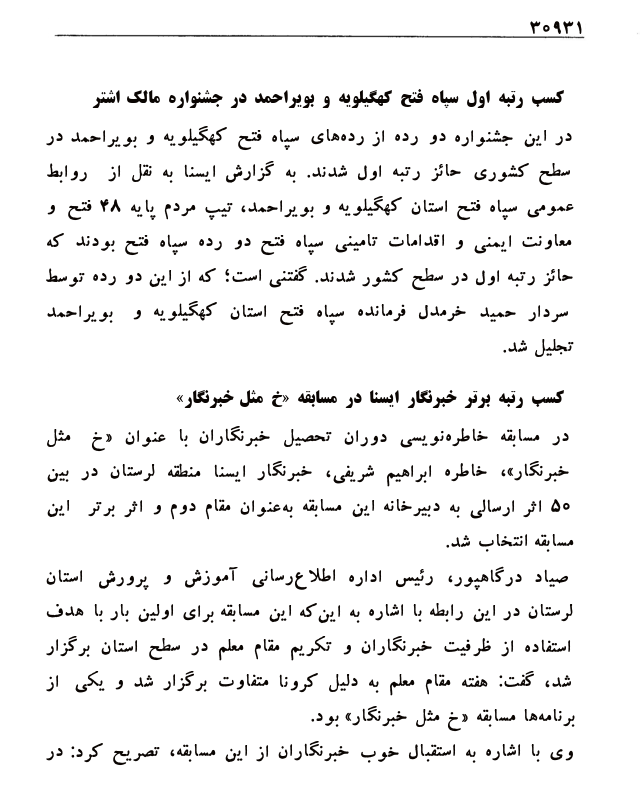 ۳۰۹۳۱
کسب رتبه اول سپاه فتح کهگیلویه و بویراحمد در جشنواره مالک اشتر
در این جشنواره دو رده از رده‌های سپاه فتح کهگیلویه و بویراحمد در
سطح کشوری حائز رتبه اول شدند. به گزارش ایسنا به نقل از روابط
عمومی سپاه فتح استان کهگیلویه و بویراحمد، تیپ مردم پایه ۴۸ فتح و
معاونت ایمنی و اقدامات تامینی سپاه فتح دو رده سپاه فتح بودند که
حائز رتبه اول در سطح کشور شدند. گفتنی است؛ که از این دو رده توسط
سردار حمید خرمدل فرمانده سپاه فتح استان کهگیلویه و بویراحمد
تجلیل شد.
کسب رتبه برتر خبرنگار ایسنا در مسابقه «خ مثل خبرنگار»
در مسابقه خاطره‌نویسی دوران تحصیل خبرنگاران با عنوان «خ مثل
خبرنگار»، خاطره ابراهیم شریفی، خبرنگار ایسنا منطقه لرستان در بین
۵۰ اثر ارسالی به دبیرخانه این مسابقه به‌عنوان مقام دوم و اثر برتر این
مسابقه انتخاب شد.
صیاد درگاهپور، رئیس اداره اطلاع‌رسانی آموزش و پرورش استان
لرستان در این رابطه با اشاره به این‌که این مسابقه برای اولین بار با هدف
استفاده از ظرفیت خبرنگاران و تکریم مقام معلم در سطح استان برگزار
شد، گفت: هفته مقام معلم به دلیل کرونا متفاوت برگزار شد و یکی از
برنامه‌ها مسابقه «خ مثل خبرنگار» بود.
وی با اشاره به استقبال خوب خبرنگاران از این مسابقه، تصریح کرد: در